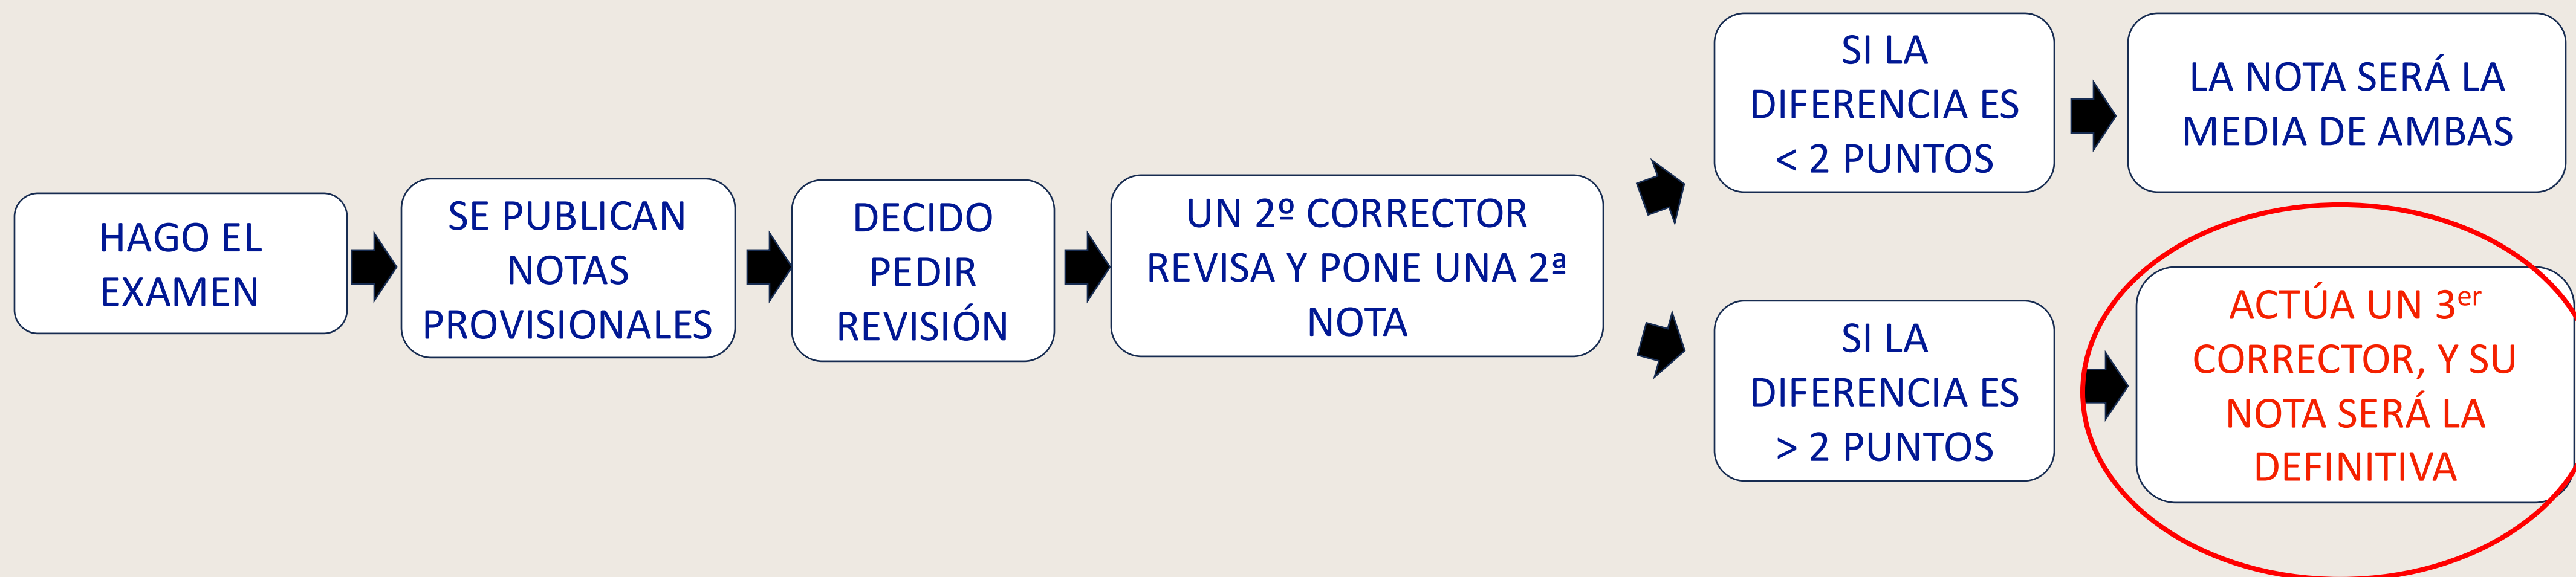 HAGO EL
EXAMEN
SE PUBLICAN
NOTAS
PROVISIONALES
DECIDO
PEDIR
REVISIÓN
UN 2º CORRECTOR
REVISA Y PONE UNA 2ª
NOTA
SI LA
DIFERENCIA ES
< 2 PUNTOS
LA NOTA SERÁ LA
MEDIA DE AMBAS
SI LA
DIFERENCIA ES
> 2 PUNTOS
ACTÚA UN 3er
CORRECTOR, Y SU
NOTA SERÁ LA
DEFINITIVA